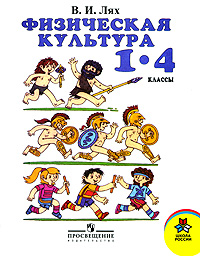 В. И. Лях
ФИЗИЧЕСКАЯ
КУЛЬТУРА
1•4
КЛАССЫ
ПРОСВЕЩЕНИЕ
ИЗДАТЕЛЬСТВО
ШКОЛА
РОССИИ